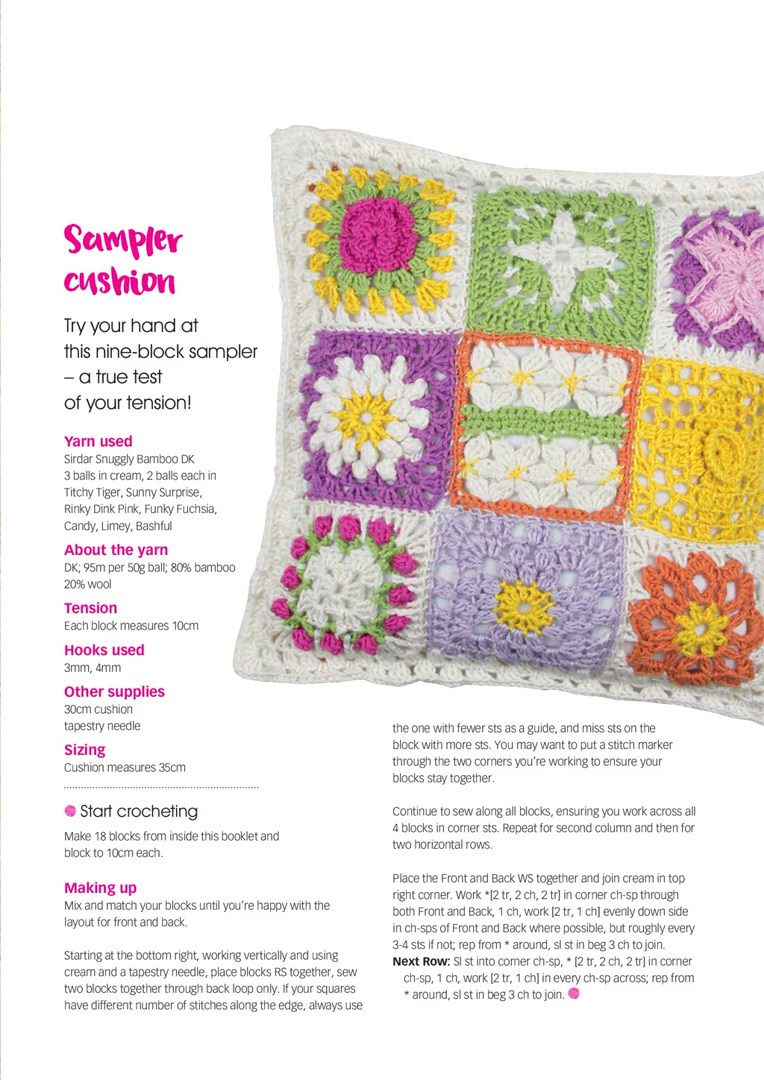 Sampler
cushion
Try your hand at
this nine-block sampler
– a true test
of your tension!
Yarn used
Sirdar Snuggly Bamboo DK
3 balls in cream, 2 balls each in
Titchy Tiger, Sunny Surprise,
Rinky Dink Pink, Funky Fuchsia,
Candy, Limey, Bashful
About the yarn
DK; 95m per 50g ball; 80% bamboo
20% wool
Tension
Each block measures 10cm
Hooks used
3mm, 4mm
Other supplies
30cm cushion
tapestry needle
Sizing
Cushion measures 35cm
Start crocheting
Make 18 blocks from inside this booklet and
block to 10cm each.
Making up
Mix and match your blocks until you’re happy with the
layout for front and back.
Starting at the bottom right, working vertically and using
cream and a tapestry needle, place blocks RS together, sew
two blocks together through back loop only. If your squares
have different number of stitches along the edge, always use
the one with fewer sts as a guide, and miss sts on the
block with more sts. You may want to put a stitch marker
through the two corners you’re working to ensure your
blocks stay together.
Continue to sew along all blocks, ensuring you work across all
4 blocks in corner sts. Repeat for second column and then for
two horizontal rows.
Place the Front and Back WS together and join cream in top
right corner. Work *[2 tr, 2 ch, 2 tr] in corner ch-sp through
both Front and Back, 1 ch, work [2 tr, 1 ch] evenly down side
in ch-sps of Front and Back where possible, but roughly every
3-4 sts if not; rep from * around, sl st in beg 3 ch to join.
Next Row: Sl st into corner ch-sp, * [2 tr, 2 ch, 2 tr] in corner
ch-sp, 1 ch, work [2 tr, 1 ch] in every ch-sp across; rep from
* around, sl st in beg 3 ch to join.